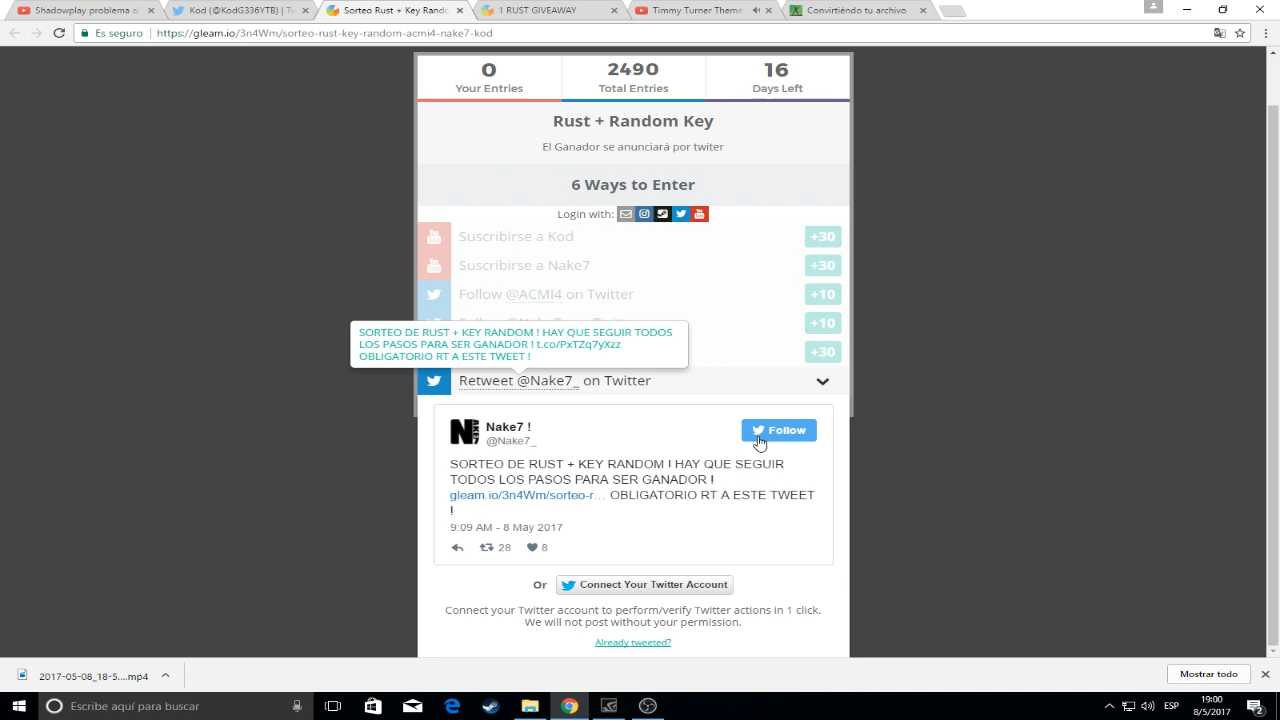 Shadowplay problema a
Kod (@KodG336YTB) | T
Sorteo Rust + Key Rando
1 RUST GIVEAWAY
Timmy Turner Theme
Convirtiéndo tu archivo
Es seguro
https://gleam.io/3n4Wm/sorteo-rust-key-random-acmi4-nake7-kod
0
2490
16
Your Entries
Total Entries
Days Left
Rust + Random Key
El Ganador se anunciará por twiter
6 Ways to Enter
Login with:
Suscribirse a Kod
+30
Suscribirse a Nake7
+30
Follow @ACMI4 on Twitter
+10
+10
SORTEO DE RUST + KEY RANDOM ! HAY QUE SEGUIR TODOS
LOS PASOS PARA SER GANADOR ! t.co/PxTZq7yXzz
OBLIGATORIO RT A ESTE TWEET !
+30
Retweet @Nake7_ on Twitter
Nake7 !
Follow
@Nake7_
SORTEO DE RUST + KEY RANDOM ! HAY QUE SEGUIR
TODOS LOS PASOS PARA SER GANADOR !
gleam.io/3n4Wm/sorteo-r… OBLIGATORIO RT A ESTE TWEET
!
9:09 AM - 8 May 2017
28
8
Or
Connect Your Twitter Account
Connect your Twitter account to perform/verify Twitter actions in 1 click.
We will not post without your permission.
Already tweeted?
2017-05-08_18-5....mp4
Mostrar todo
Escribe aquí para buscar
ESP
19:00
8/5/2017
2